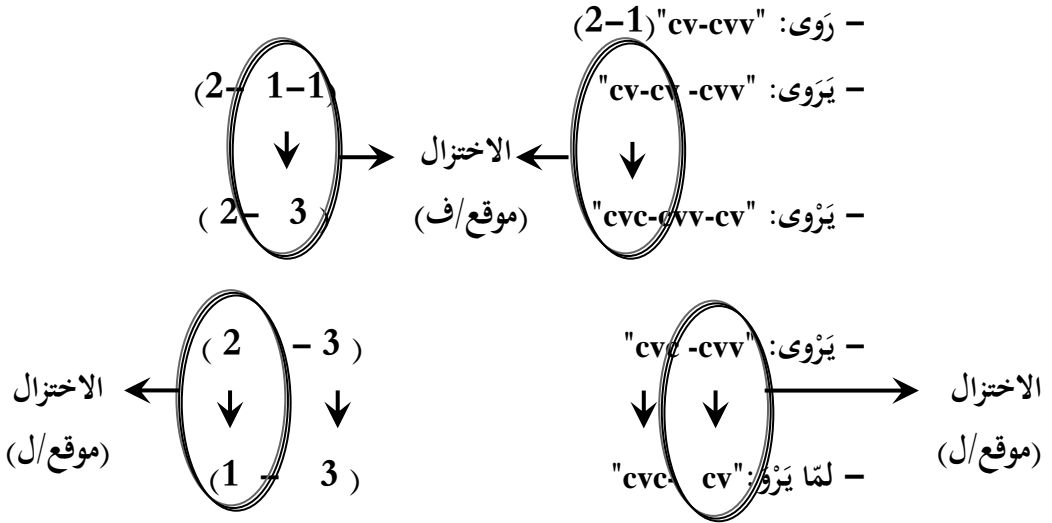 – رَوى: "cv-cvv"(2–1)
– يَرَوى: "cv-cv -cvv" (2– 1–1)
الاختزال
(موقع/ف)
– يَرْوى: "cvc-cvv-cv" ( 2– 3 )
– يَرْوى: "cvc -cvv" ( 2 – 3 )
الاختزال الاختزال
(موقع/ل) (موقع/ل)
– لمّا يَرْوَ: "cvc- cv" (1 – 3 )